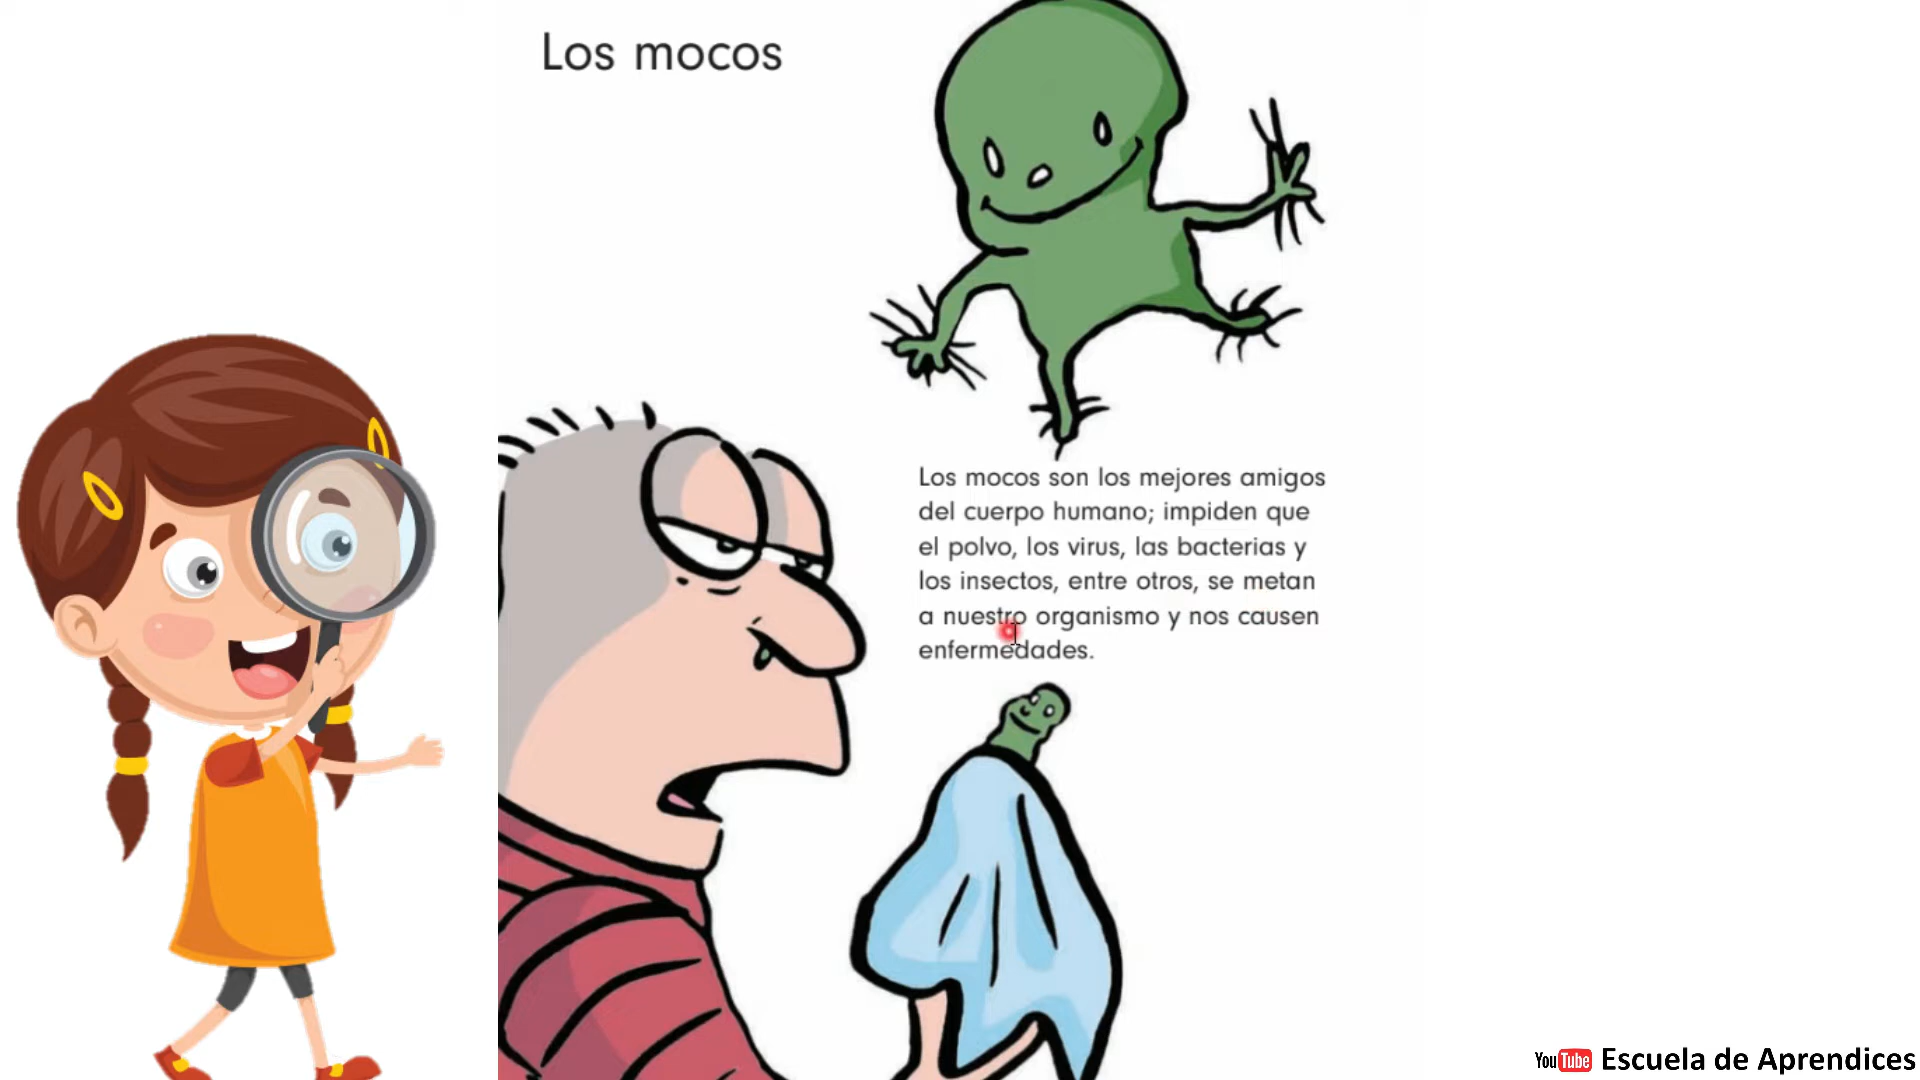 Los mocos
Los mocos son los mejores amigos
del cuerpo humano; impiden que
el polvo, los virus, las bacterias y
los insectos, entre otros, se metan
a nuestro organismo y nos causen
enfermedades.
YouTube Escuela de Aprendices